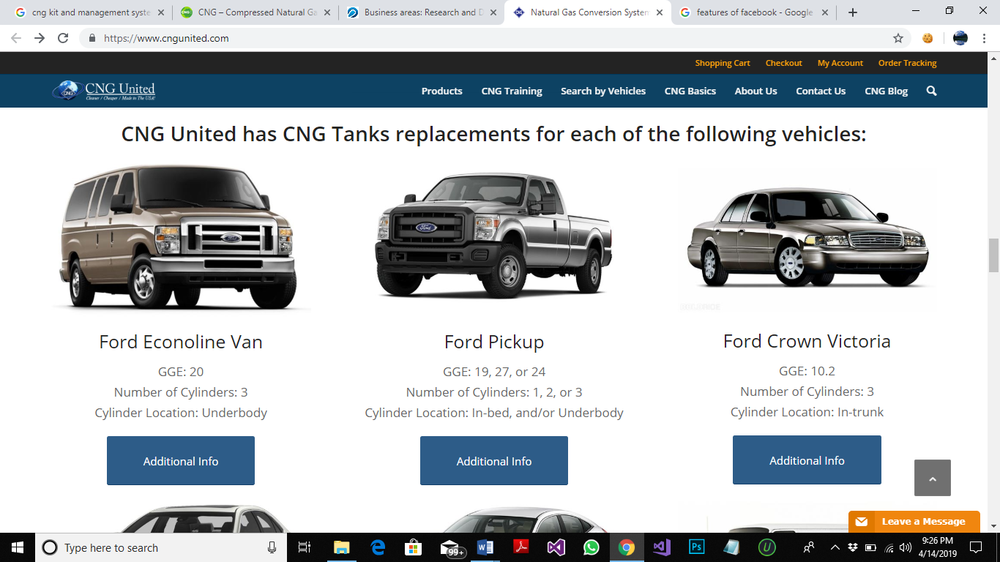 cng kit and management syste
CNG – Compressed Natural Ga
Business areas: Research and D
Natural Gas Conversion System
features of facebook - Google
https://www.cngunited.com
Shopping Cart Checkout My Account Order Tracking
CNG United
Cleaner / Cheaper / Made in The USA!
Products CNG Training Search by Vehicles CNG Basics About Us Contact Us CNG Blog
CNG United has CNG Tanks replacements for each of the following vehicles:
Ford Econoline Van
GGE: 20
Number of Cylinders: 3
Cylinder Location: Underbody
Additional Info
Ford Pickup
GGE: 19, 27, or 24
Number of Cylinders: 1, 2, or 3
Cylinder Location: In-bed, and/or Underbody
Additional Info
Ford Crown Victoria
GGE: 10.2
Number of Cylinders: 3
Cylinder Location: In-trunk
Additional Info
Leave a Message
Type here to search
99+
9:26 PM
4/14/2019